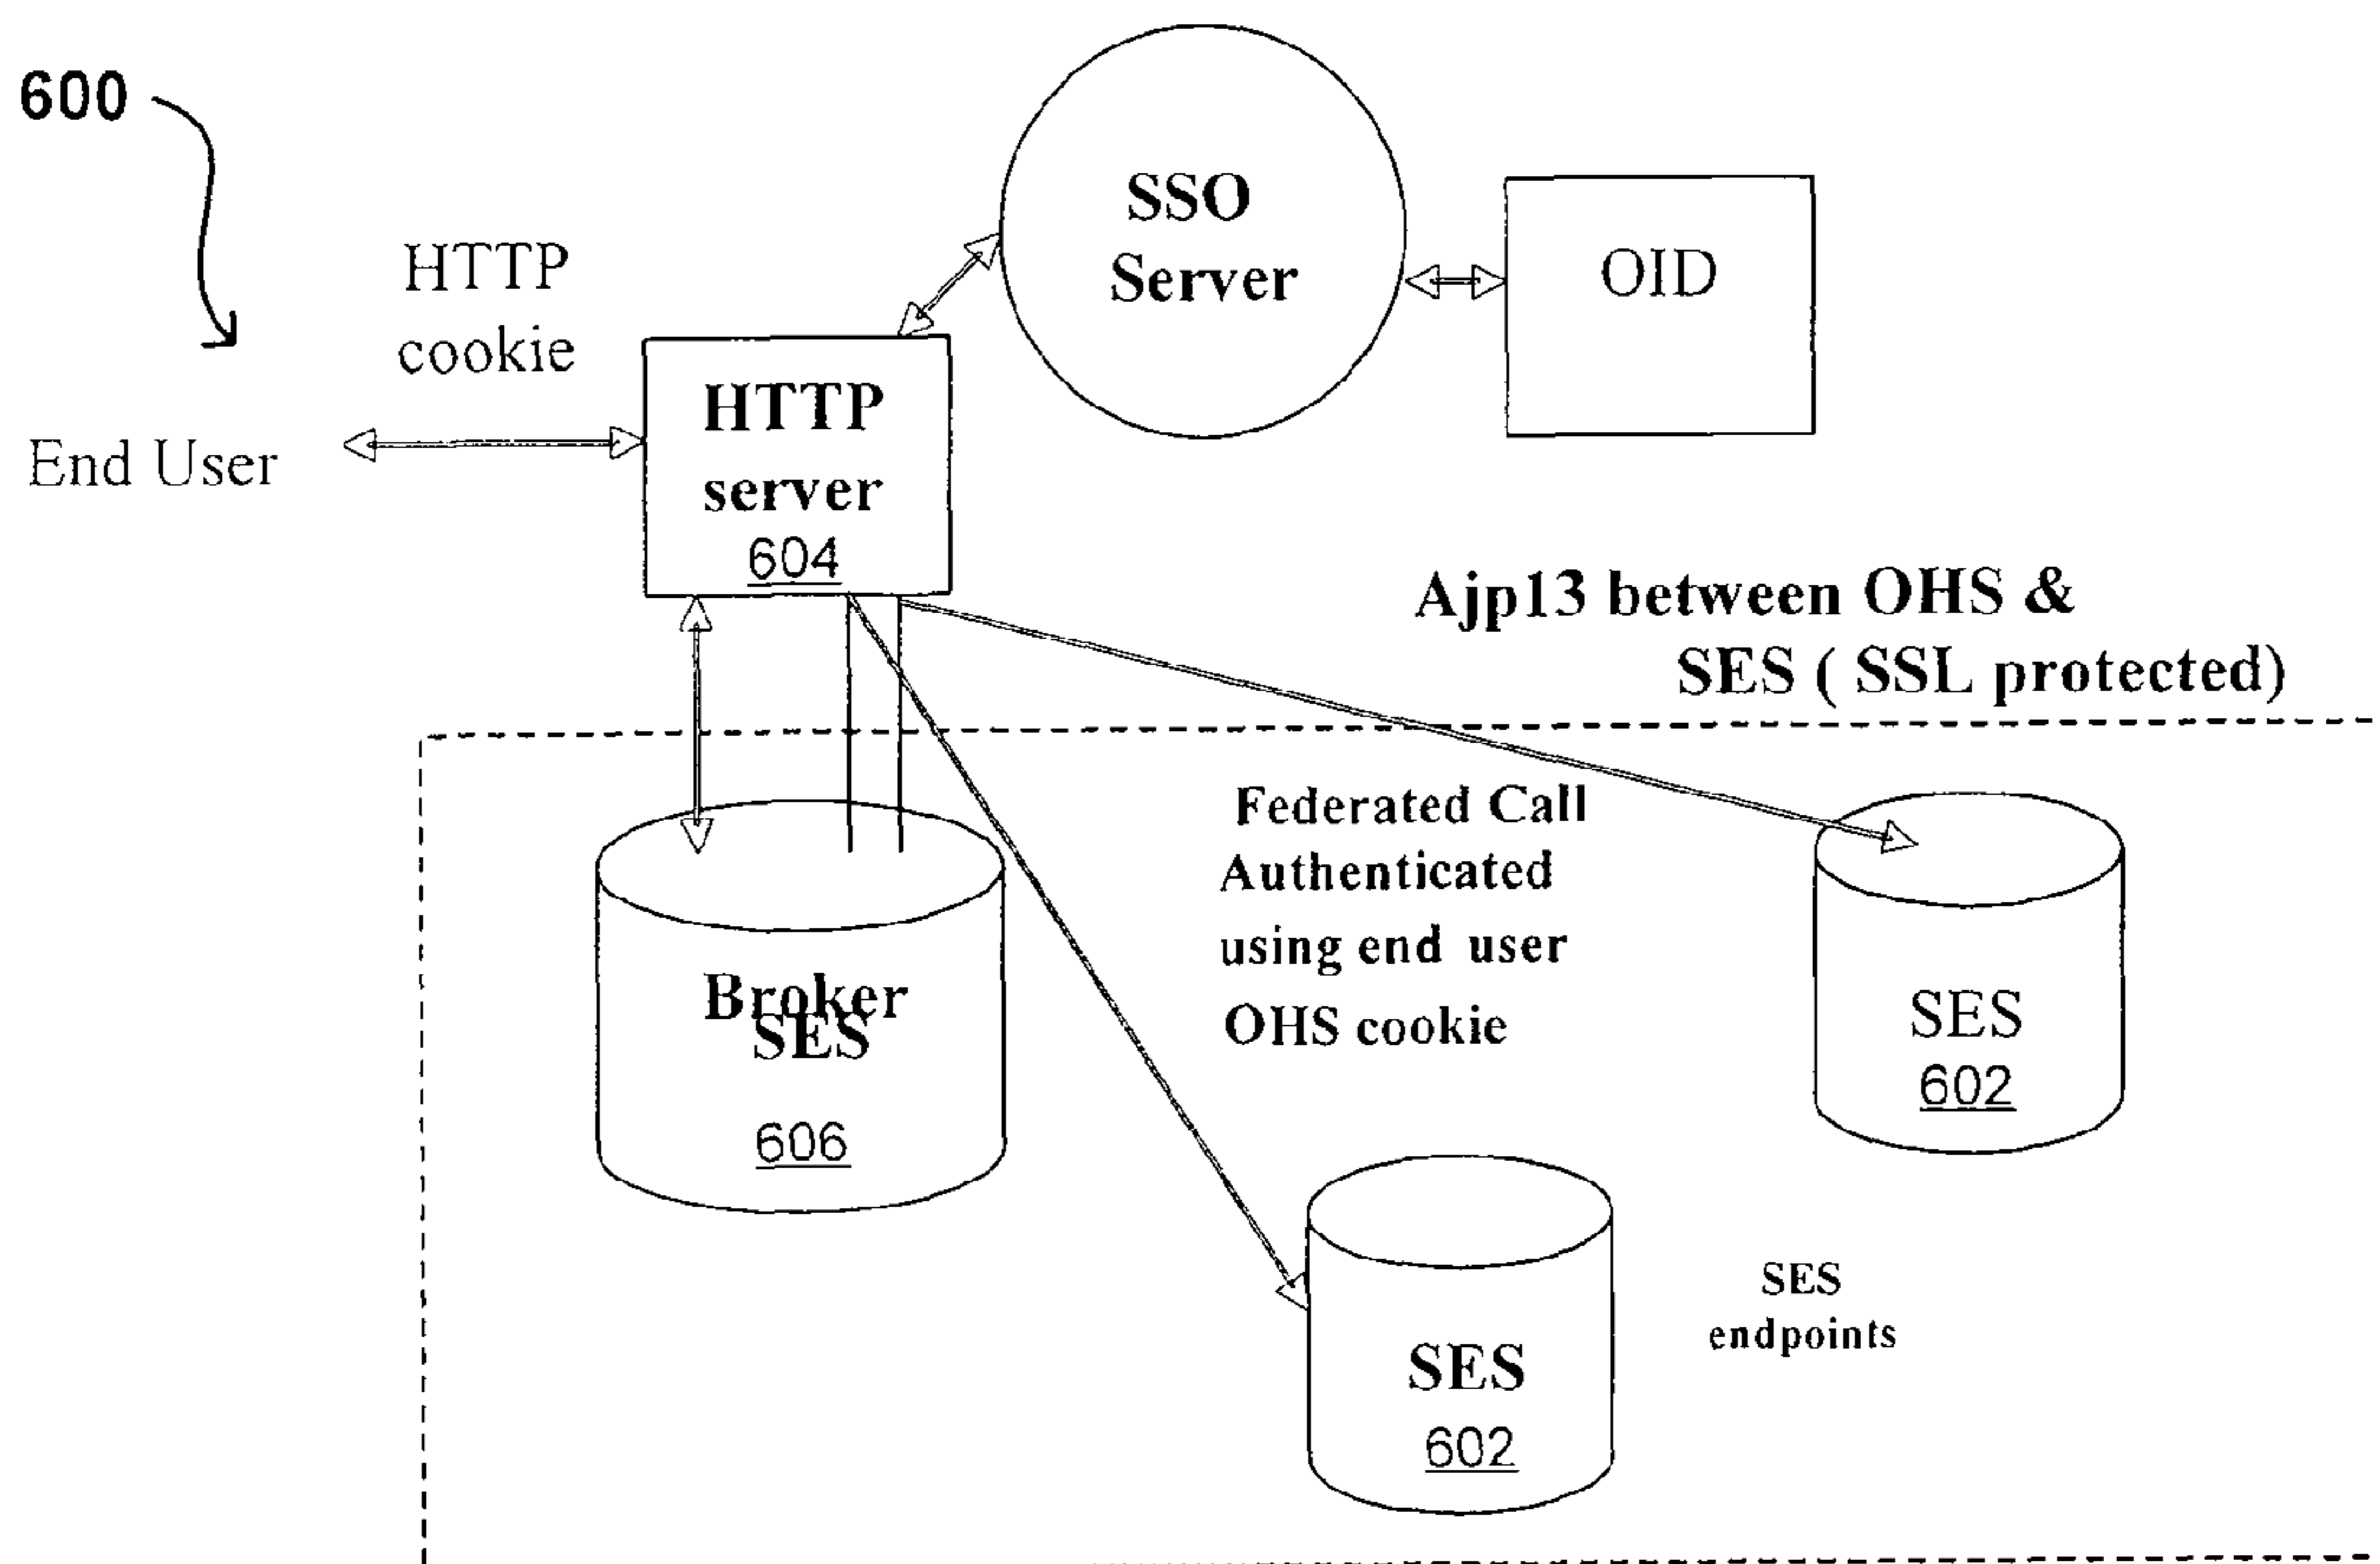 600
HTTP
cookie
End User
SSO
Server
OID
HTTP
server
604
Ajp13 between OHS &
SES ( SSL protected)
Federated Call
Authenticated
using end user
OHS cookie
Broker
SES
606
SES
602
SES
602
SES
endpoints